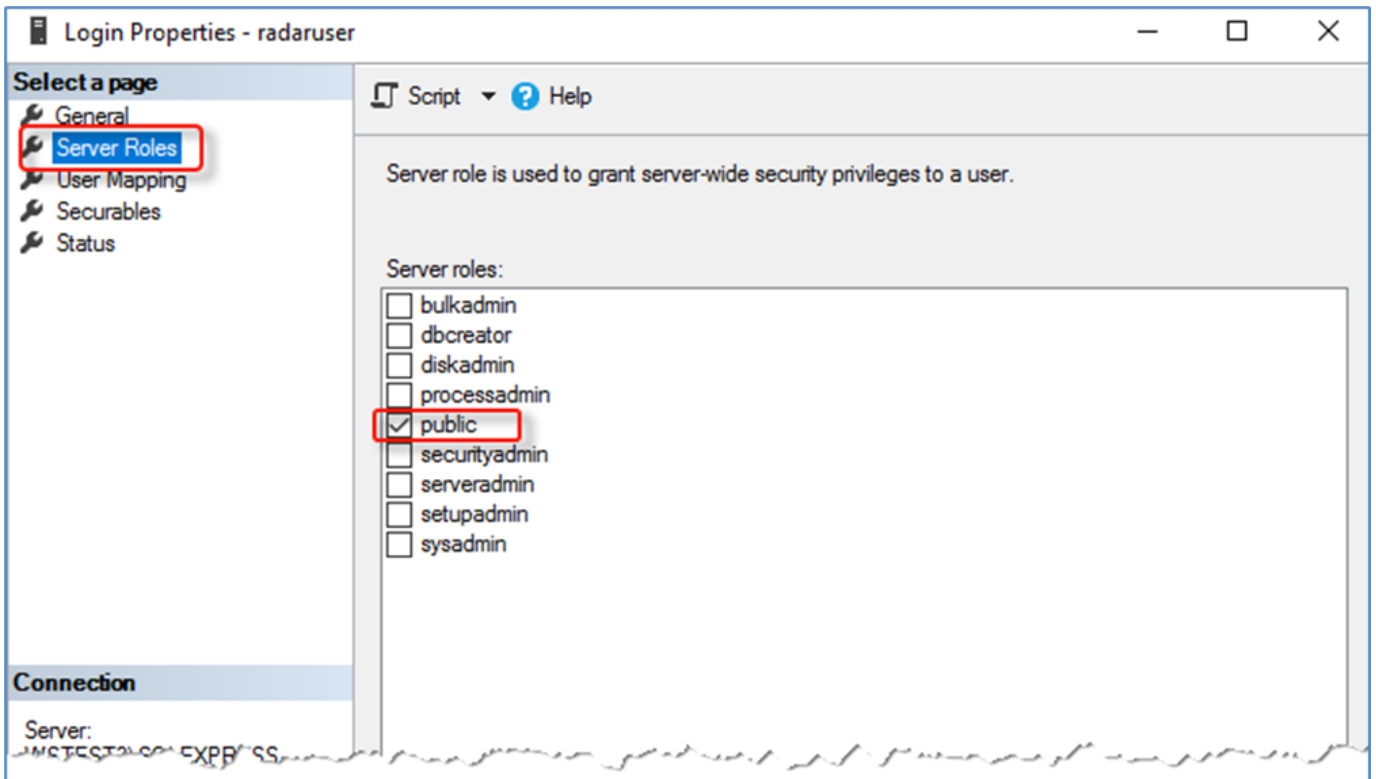 Login Properties - radaruser
Select a page
General
Server Roles
User Mapping
Securables
Status
Script
Help
Server role is used to grant server-wide security privileges to a user.
Server roles:
bulkadmin
dbcreator
diskadmin
processadmin
public
securityadmin
serveradmin
setupadmin
sysadmin
Connection
Server: